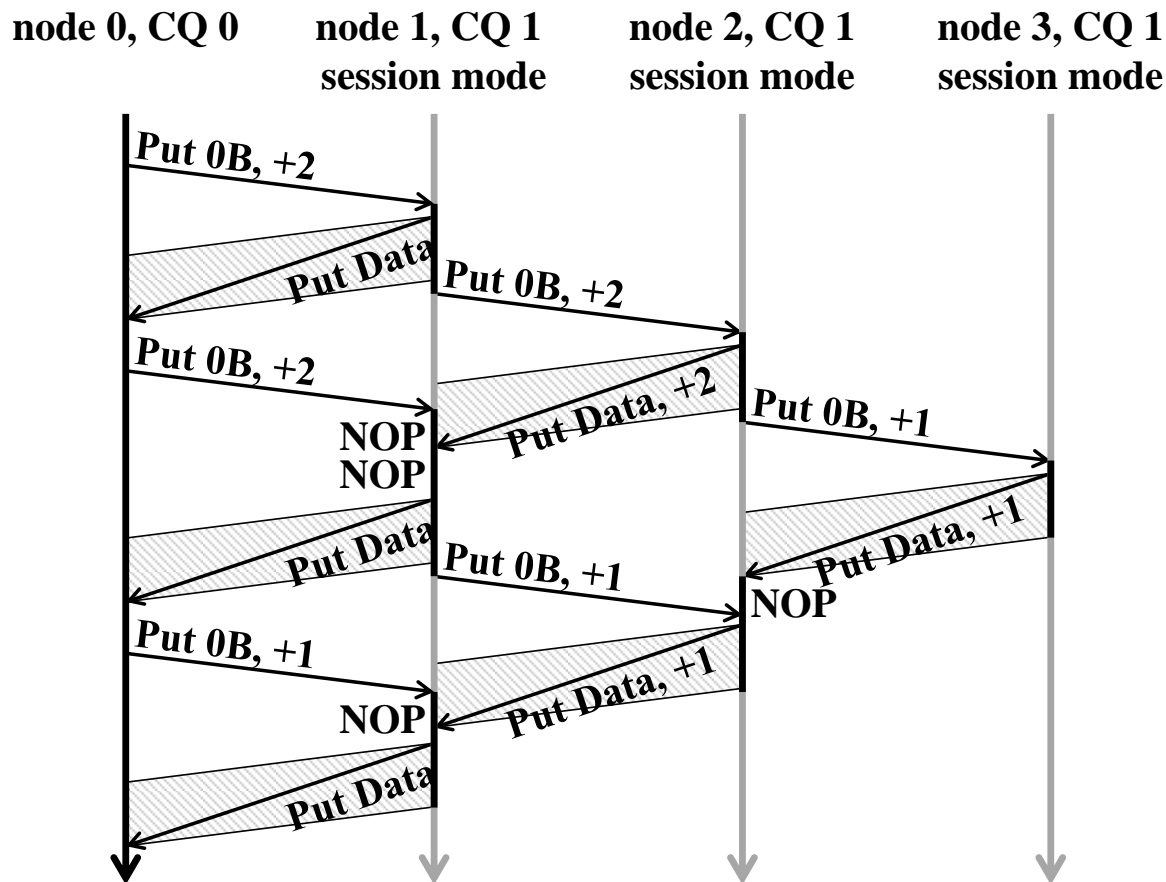 node 0, CQ 0
node 1, CQ 1
session mode
node 2, CQ 1
session mode
node 3, CQ 1
session mode
Put 0B, +2
Put Data
Put 0B, +2
Put 0B, +2
Put Data, +2
Put 0B, +1
NOP
NOP
Put Data
Put Data, +1
Put 0B, +1
NOP
Put 0B, +1
Put Data, +1
NOP
Put Data